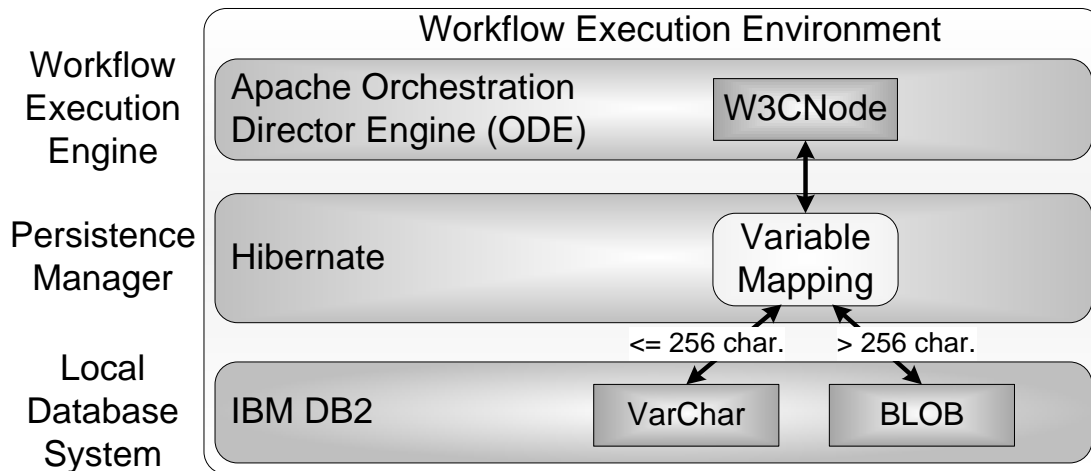 Workflow Execution Environment
Workflow
Execution
Engine
Apache Orchestration
Director Engine (ODE)
W3CNode
Persistence
Manager
Hibernate
Variable
Mapping
<= 256 char.
> 256 char.
Local
Database
System
IBM DB2
VarChar
BLOB